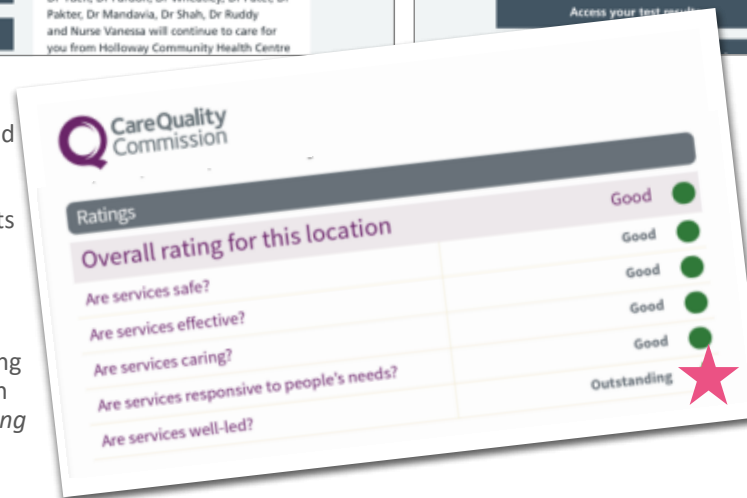 Pakter, Dr Mandavia, Dr Shah, Dr Ruddy
and Nurse Vanessa will continue to care for
you from Holloway Community Health Centre
Access your test
CareQuality
Commission
Ratings
Overall rating for this location Good
Are services safe? Good
Are services effective? Good
Are services caring? Good
Are services responsive to people's needs? Good
Are services well-led? Outstanding